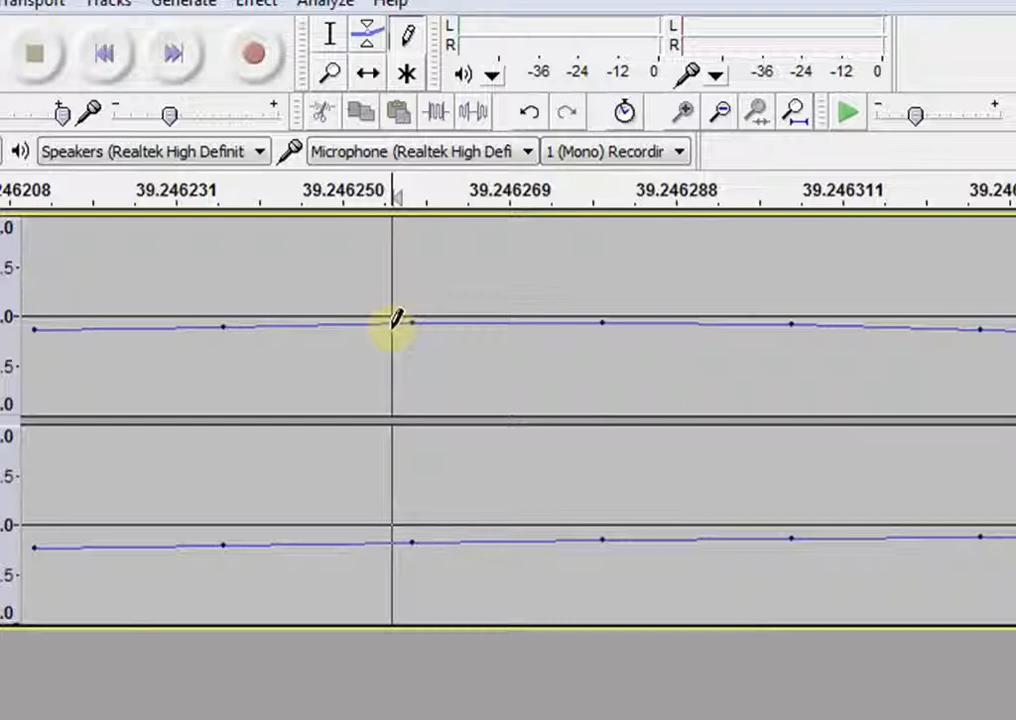 Transport Tracks Generate Effect Analyze Help
L L
R R
-36 -24 -12 0 -36 -24 -12 0
- + - +
Speakers (Realtek High Definit Microphone (Realtek High Defi 1 (Mono) Recordir
246208 39.246231 39.246250 39.246269 39.246288 39.246311 39.246
.0
.5
.0
.5
.0
.0
.5
.0
.5
.0